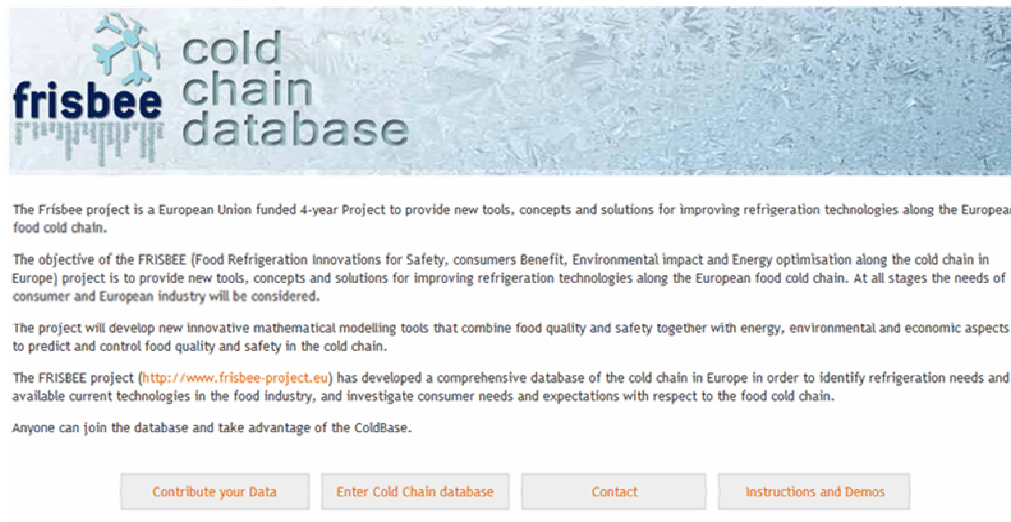 frisbee
cold
chain
database
The Frisbee project is a European Union funded 4-year Project to provide new tools, concepts and solutions for improving refrigeration technologies along the European
food cold chain.
The objective of the FRISBEE (Food Refrigeration Innovations for Safety, consumers Benefit, Environmental impact and Energy optimisation along the cold chain in
Europe) project is to provide new tools, concepts and solutions for improving refrigeration technologies along the European food cold chain. At all stages the needs of
consumer and European industry will be considered.
The project will develop new innovative mathematical modelling tools that combine food quality and safety together with energy, environmental and economic aspects
to predict and control food quality and safety in the cold chain.
The FRISBEE project (http://www.frisbee-project.eu) has developed a comprehensive database of the cold chain in Europe in order to identify refrigeration needs and
available current technologies in the food industry, and investigate consumer needs and expectations with respect to the food cold chain.
Anyone can join the database and take advantage of the ColdBase.
Contribute your Data
Enter Cold Chain database
Contact
Instructions and Demos